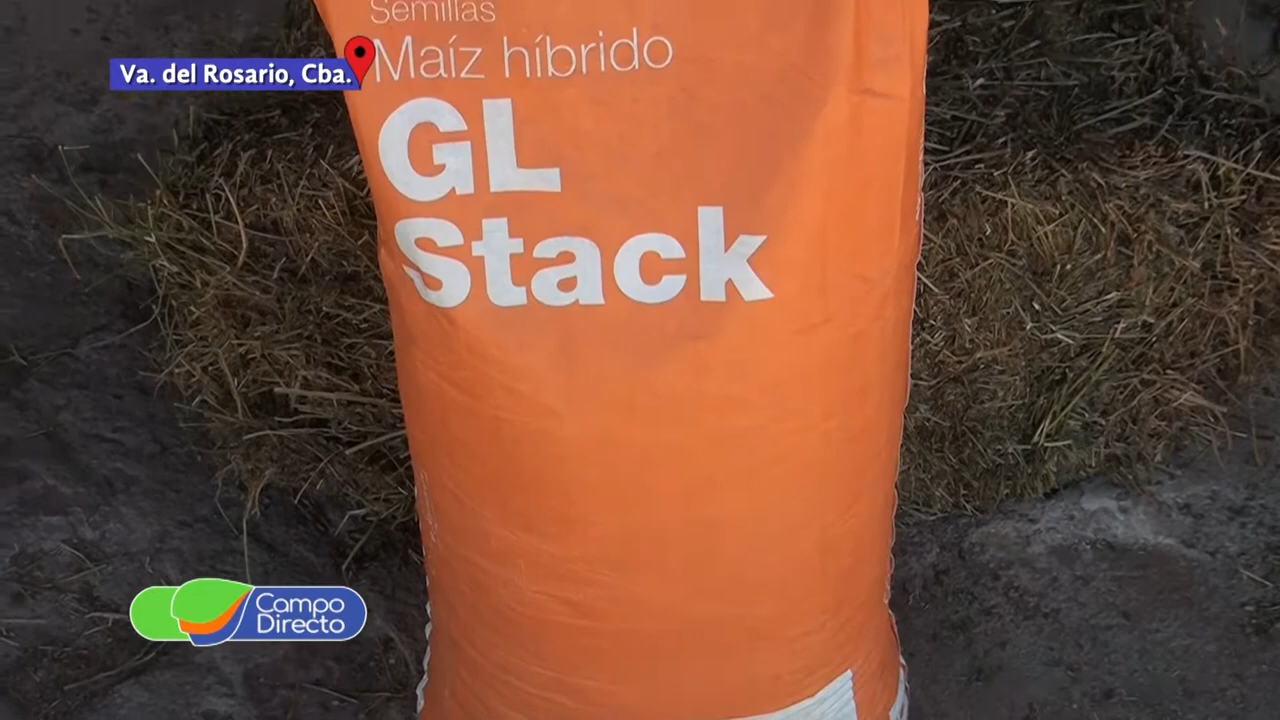 Semillas
Va. del Rosario, Cba.
Maíz híbrido
GL
Stack
Campo
Directo